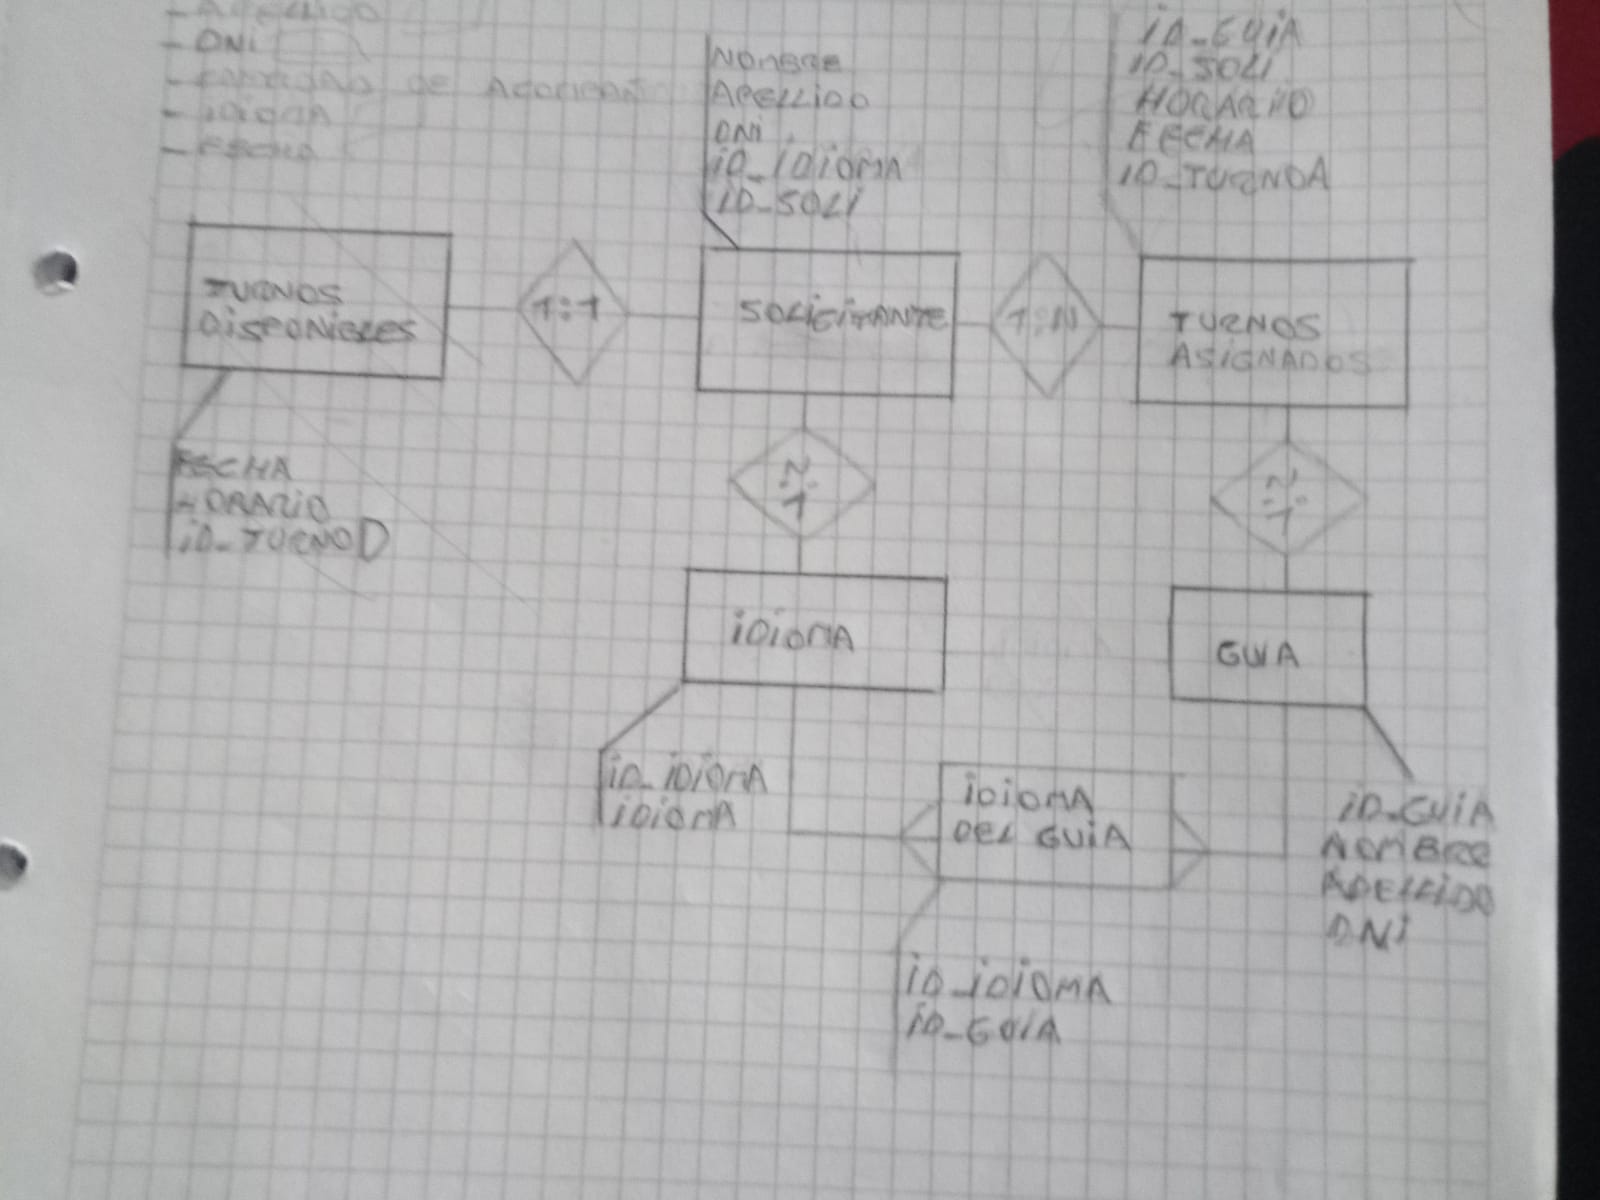 - APELLIDO
- DNI
DE
- IDIOMA
- FECHA
NOMBRE
APELLIDO
DNI
ID_IDIOMA
ID_SOLI
ID_GUIA
ID_SOLI
HORARIO
FECHA
ID_TURNOA
TURNOS
DISPONIBLES
1:1
SOLICITANTE
1:N
TURNOS
ASIGNADOS
FECHA
HORARIO
ID_TURNOD
N:1
N:1
IDIOMA
GUIA
ID_IDIOMA
IDIOMA
IDIOMA
DEL GUIA
ID_GUIA
NOMBRE
APELLIDO
DNI
ID_IDIOMA
ID_GUIA